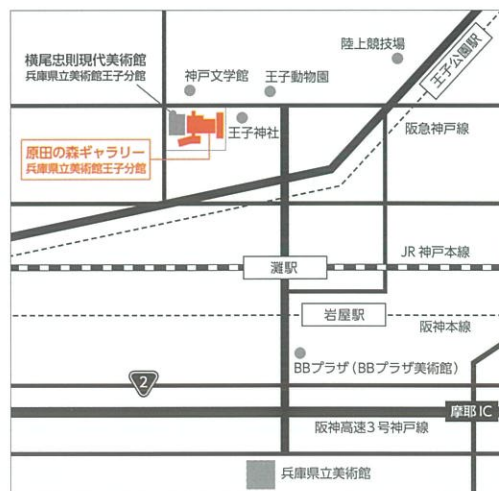 横尾忠則現代美術館
兵庫県立美術館王子分館
神戸文学館
王子動物園
陸上競技場
王子公園駅
王子神社
阪急神戸線
原田の森ギャラリー
兵庫県立美術館王子分館
JR 神戸本線
灘駅
岩屋駅
阪神本線
BBプラザ (BBプラザ美術館)
2
摩耶 IC
阪神高速3号神戸線
兵庫県立美術館